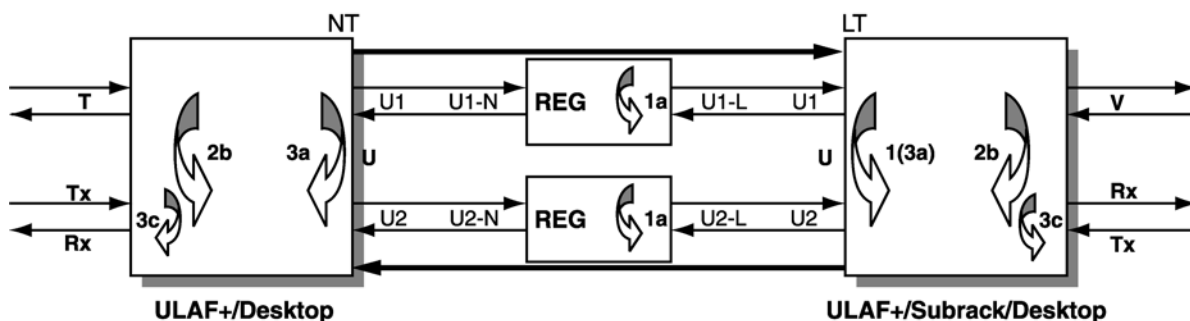 NT LT
T U1 U1-N REG 1a U1-L U1 V
2b 3a U U 1(3a) 2b
Tx Rx
3c U2 U2-N REG 1a U2-L U2 3c
Rx Tx
ULAF+/Desktop ULAF+/Subrack/Desktop